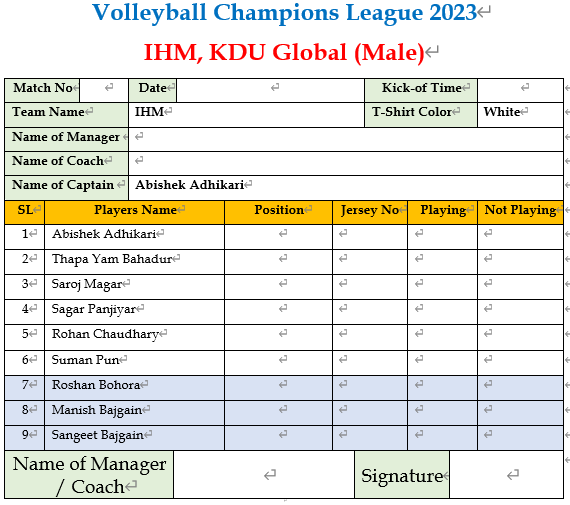 Volleyball Champions League 2023
IHM, KDU Global (Male)
Match No Date Kick-of Time
Team Name IHM T-Shirt Color White
Name of Manager
Name of Coach
Name of Captain Abishek Adhikari
SL Players Name Position Jersey No Playing Not Playing
1 Abishek Adhikari
2 Thapa Yam Bahadur
3 Saroj Magar
4 Sagar Panjiyar
5 Rohan Chaudhary
6 Suman Pun
7 Roshan Bohora
8 Manish Bajgain
9 Sangeet Bajgain
Name of Manager
/ Coach Signature